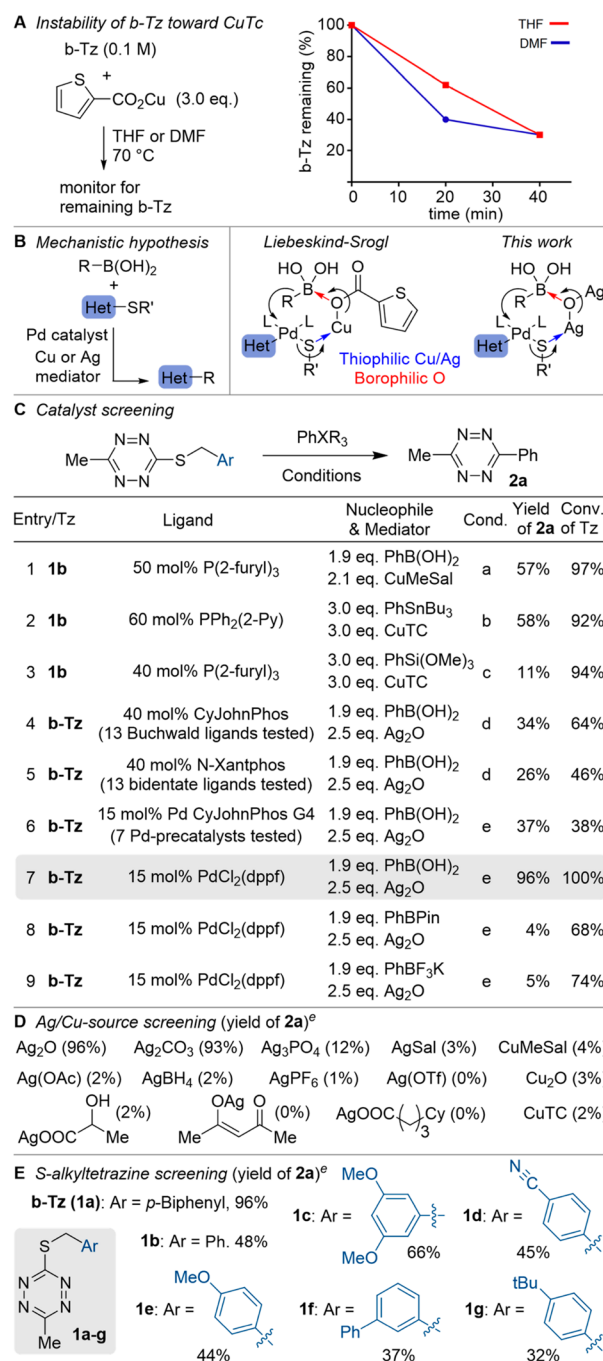 A Instability of b-Tz toward CuTc
b-Tz (0.1 M)
+
S
CO2Cu (3.0 eq.)
THF or DMF
70 °C
monitor for
remaining b-Tz
b-Tz remaining (%)
100
80
60
40
20
0 20 40 60
time (min)
THF
DMF
B Mechanistic hypothesis
R–B(OH)2
+
Het–SR'
Pd catalyst
Cu or Ag
mediator
Het–R
Liebeskind-Srogl
HO OH
B O
R O S
L L Cu
Pd
Het S
R'
Thiophilic Cu/Ag
Borophilic O
This work
HO OH
B Ag
R O
L L Ag
Pd
Het S
R'
C Catalyst screening
N=N
Me S Ar
N=N
PhXR3
Conditions
N=N
Me Ph
N=N
2a
Entry/Tz Ligand Nucleophile & Mediator Cond. Yield of 2a Conv. of Tz
1 1b 50 mol% P(2-furyl)3 1.9 eq. PhB(OH)2 2.1 eq. CuMeSal a 57% 97%
2 1b 60 mol% PPh2(2-Py) 3.0 eq. PhSnBu3 3.0 eq. CuTC b 58% 92%
3 1b 40 mol% P(2-furyl)3 3.0 eq. PhSi(OMe)3 3.0 eq. CuTC c 11% 94%
4 b-Tz 40 mol% CyJohnPhos (13 Buchwald ligands tested) 1.9 eq. PhB(OH)2 2.5 eq. Ag2O d 34% 64%
5 b-Tz 40 mol% N-Xantphos (13 bidentate ligands tested) 1.9 eq. PhB(OH)2 2.5 eq. Ag2O d 26% 46%
6 b-Tz 15 mol% Pd CyJohnPhos G4 (7 Pd-precatalysts tested) 1.9 eq. PhB(OH)2 2.5 eq. Ag2O e 37% 38%
7 b-Tz 15 mol% PdCl2(dppf) 1.9 eq. PhB(OH)2 2.5 eq. Ag2O e 96% 100%
8 b-Tz 15 mol% PdCl2(dppf) 1.9 eq. PhBPin 2.5 eq. Ag2O e 4% 68%
9 b-Tz 15 mol% PdCl2(dppf) 1.9 eq. PhBF3K 2.5 eq. Ag2O e 5% 74%
D Ag/Cu-source screening (yield of 2a)e
Ag2O (96%) Ag2CO3 (93%) Ag3PO4 (12%) AgSal (3%) CuMeSal (4%)
Ag(OAc) (2%) AgBH4 (2%) AgPF6 (1%) Ag(OTf) (0%) Cu2O (3%)
OH
AgOOC Me (2%)
OAg O
Me Me (0%)
AgOOC Cy (0%)
3
CuTC (2%)
E S-alkyltetrazine screening (yield of 2a)e
b-Tz (1a): Ar = p-Biphenyl, 96%
1b: Ar = Ph. 48%
S Ar
N N
N N
Me
1a-g
MeO
1c: Ar =
MeO
66%
N
1d: Ar =
45%
MeO
1e: Ar =
44%
1f: Ar =
Ph
37%
tBu
1g: Ar =
32%